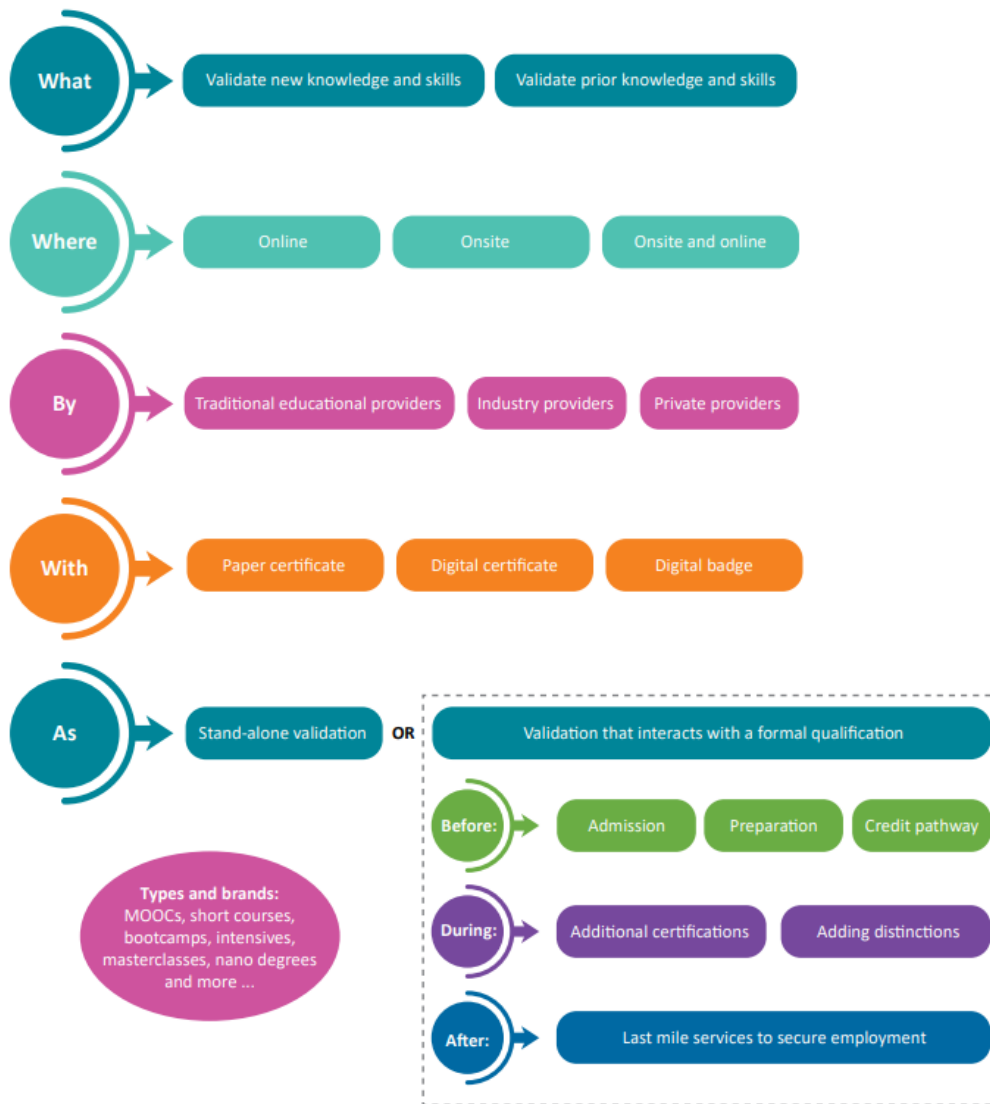 What
Validate new knowledge and skills
Validate prior knowledge and skills
Where
Online
Onsite
Onsite and online
By
Traditional educational providers
Industry providers
Private providers
With
Paper certificate
Digital certificate
Digital badge
As
Stand-alone validation
OR
Validation that interacts with a formal qualification
Before:
Admission
Preparation
Credit pathway
During:
Additional certifications
Adding distinctions
After:
Last mile services to secure employment
Types and brands:
MOOCs, short courses,
bootcamps, intensives,
masterclasses, nano degrees
and more ...